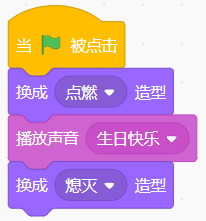 当 被点击
换成 点燃 造型
播放声音 生日快乐
换成 熄灭 造型